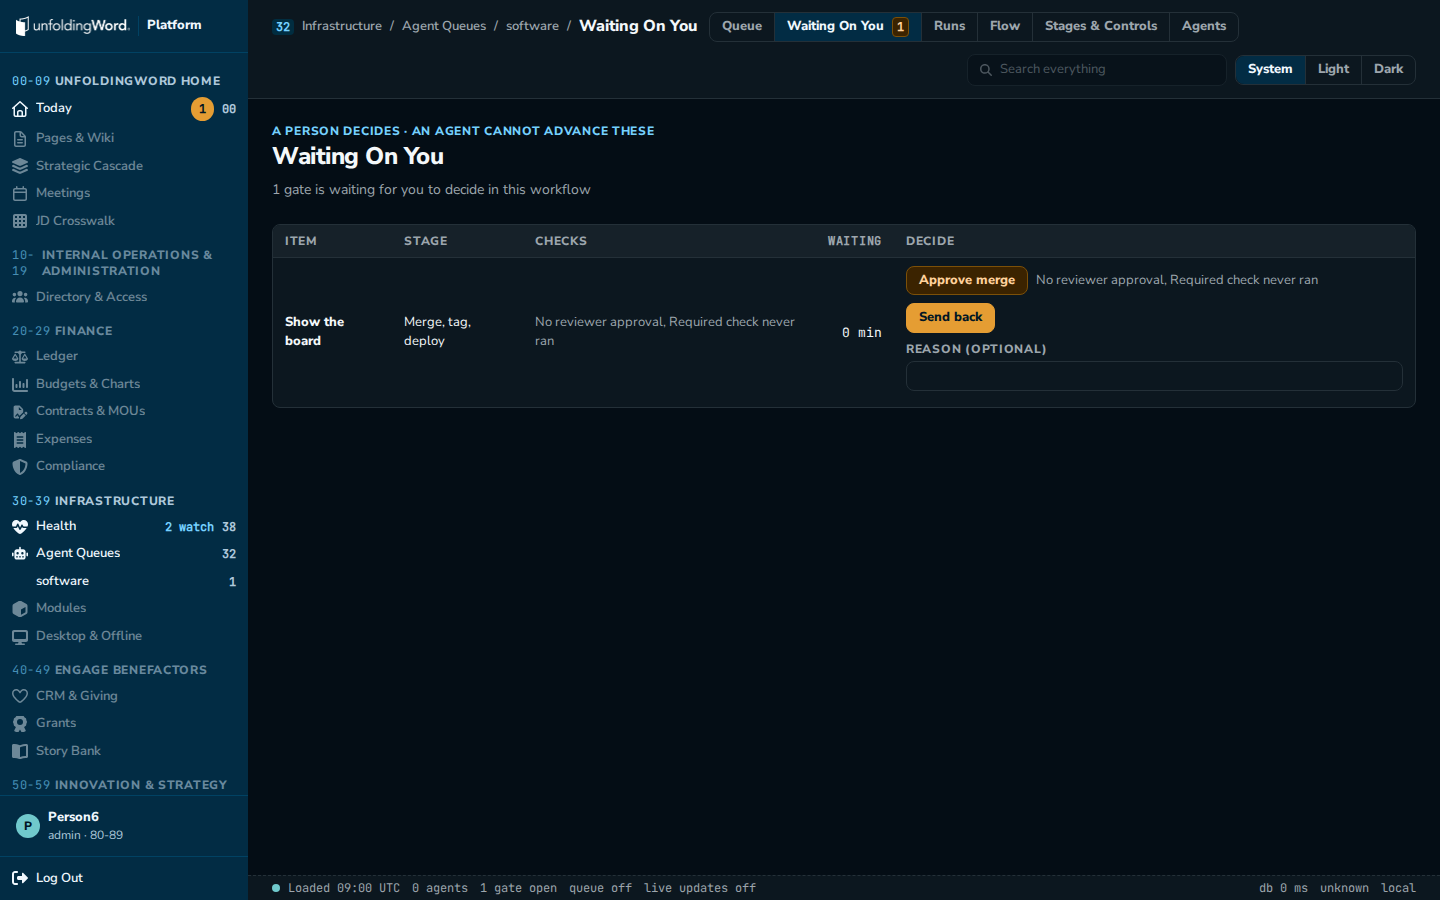 unfoldingWord. Platform
00-09 UNFOLDINGWORD HOME
Today 1 00
Pages & Wiki
Strategic Cascade
Meetings
JD Crosswalk
10-19 INTERNAL OPERATIONS & ADMINISTRATION
Directory & Access
20-29 FINANCE
Ledger
Budgets & Charts
Contracts & MOUs
Expenses
Compliance
30-39 INFRASTRUCTURE
Health 2 watch 38
Agent Queues 32
software 1
Modules
Desktop & Offline
40-49 ENGAGE BENEFACTORS
CRM & Giving
Grants
Story Bank
50-59 INNOVATION & STRATEGY
P Person6
admin · 80-89
Log Out
32 Infrastructure / Agent Queues / software / Waiting On You
Queue Waiting On You 1 Runs Flow Stages & Controls Agents
Search everything
System Light Dark
A PERSON DECIDES · AN AGENT CANNOT ADVANCE THESE
Waiting On You
1 gate is waiting for you to decide in this workflow
ITEM STAGE CHECKS WAITING DECIDE
Show the board
Merge, tag, deploy
No reviewer approval, Required check never ran
0 min
Approve merge No reviewer approval, Required check never ran
Send back
REASON (OPTIONAL)
Loaded 09:00 UTC 0 agents 1 gate open queue off live updates off
db 0 ms unknown local